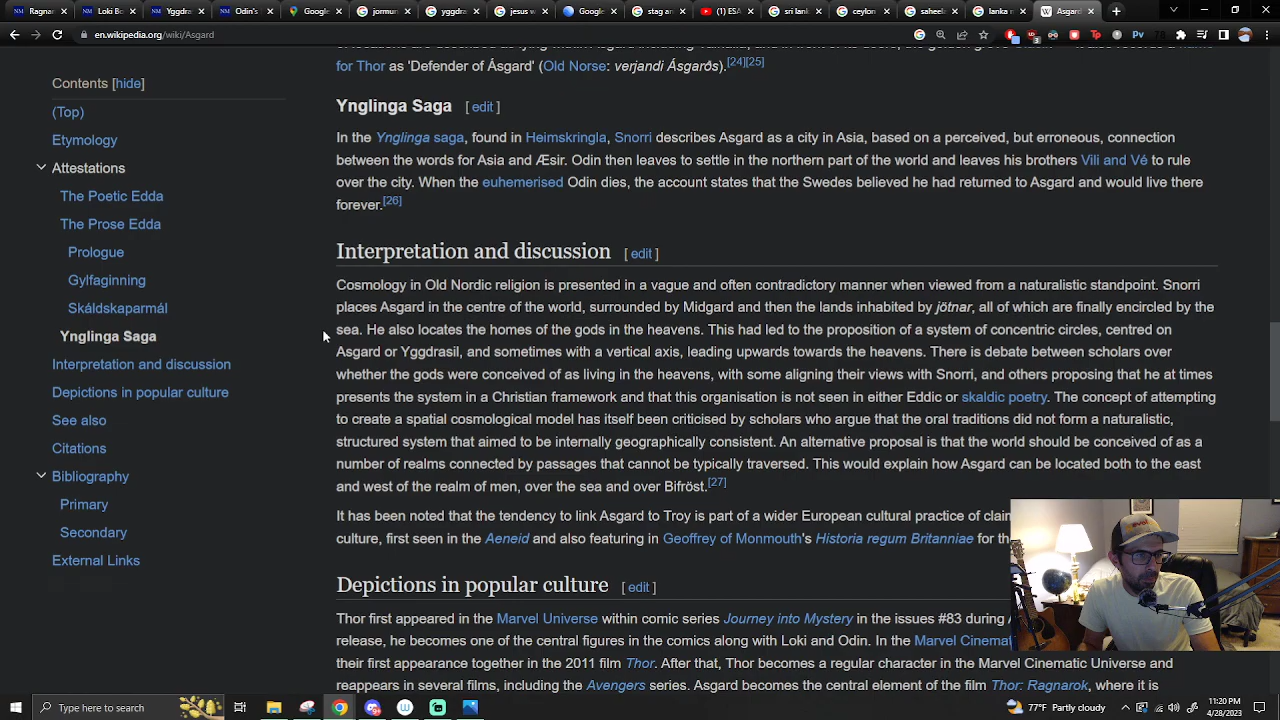 Ragnar
Loki Bo
Yggdra
Odin's
Google
jormun
yggdra
jesus w
Google
stag an
(1) ESA
sri lank
ceylon
saheel
lanka m
Asgard
en.wikipedia.org/wiki/Asgard
Contents [hide]
(Top)
Etymology
Attestations
The Poetic Edda
The Prose Edda
Prologue
Gylfaginning
Skáldskaparmál
Ynglinga Saga
Interpretation and discussion
Depictions in popular culture
See also
Citations
Bibliography
Primary
Secondary
External Links
for Thor as 'Defender of Ásgard' (Old Norse: verjandi Ásgarðs).[24][25]
Ynglinga Saga [ edit ]
In the Ynglinga saga, found in Heimskringla, Snorri describes Asgard as a city in Asia, based on a perceived, but erroneous, connection
between the words for Asia and Æsir. Odin then leaves to settle in the northern part of the world and leaves his brothers Vili and Vé to rule
over the city. When the euhemerised Odin dies, the account states that the Swedes believed he had returned to Asgard and would live there
forever.[26]
Interpretation and discussion [ edit ]
Cosmology in Old Nordic religion is presented in a vague and often contradictory manner when viewed from a naturalistic standpoint. Snorri
places Asgard in the centre of the world, surrounded by Midgard and then the lands inhabited by jötnar, all of which are finally encircled by the
sea. He also locates the homes of the gods in the heavens. This had led to the proposition of a system of concentric circles, centred on
Asgard or Yggdrasil, and sometimes with a vertical axis, leading upwards towards the heavens. There is debate between scholars over
whether the gods were conceived of as living in the heavens, with some aligning their views with Snorri, and others proposing that he at times
presents the system in a Christian framework and that this organisation is not seen in either Eddic or skaldic poetry. The concept of attempting
to create a spatial cosmological model has itself been criticised by scholars who argue that the oral traditions did not form a naturalistic,
structured system that aimed to be internally geographically consistent. An alternative proposal is that the world should be conceived of as a
number of realms connected by passages that cannot be typically traversed. This would explain how Asgard can be located both to the east
and west of the realm of men, over the sea and over Bifröst.[27]
It has been noted that the tendency to link Asgard to Troy is part of a wider European cultural practice of claim
culture, first seen in the Aeneid and also featuring in Geoffrey of Monmouth's Historia regum Britanniae for th
Depictions in popular culture [ edit ]
Thor first appeared in the Marvel Universe within comic series Journey into Mystery in the issues #83 during
release, he becomes one of the central figures in the comics along with Loki and Odin. In the Marvel Cinemat
their first appearance together in the 2011 film Thor. After that, Thor becomes a regular character in the Marvel Cinematic Universe and
reappears in several films, including the Avengers series. Asgard becomes the central element of the film Thor: Ragnarok, where it is
Type here to search
77°F Partly cloudy
11:20 PM
4/28/2023